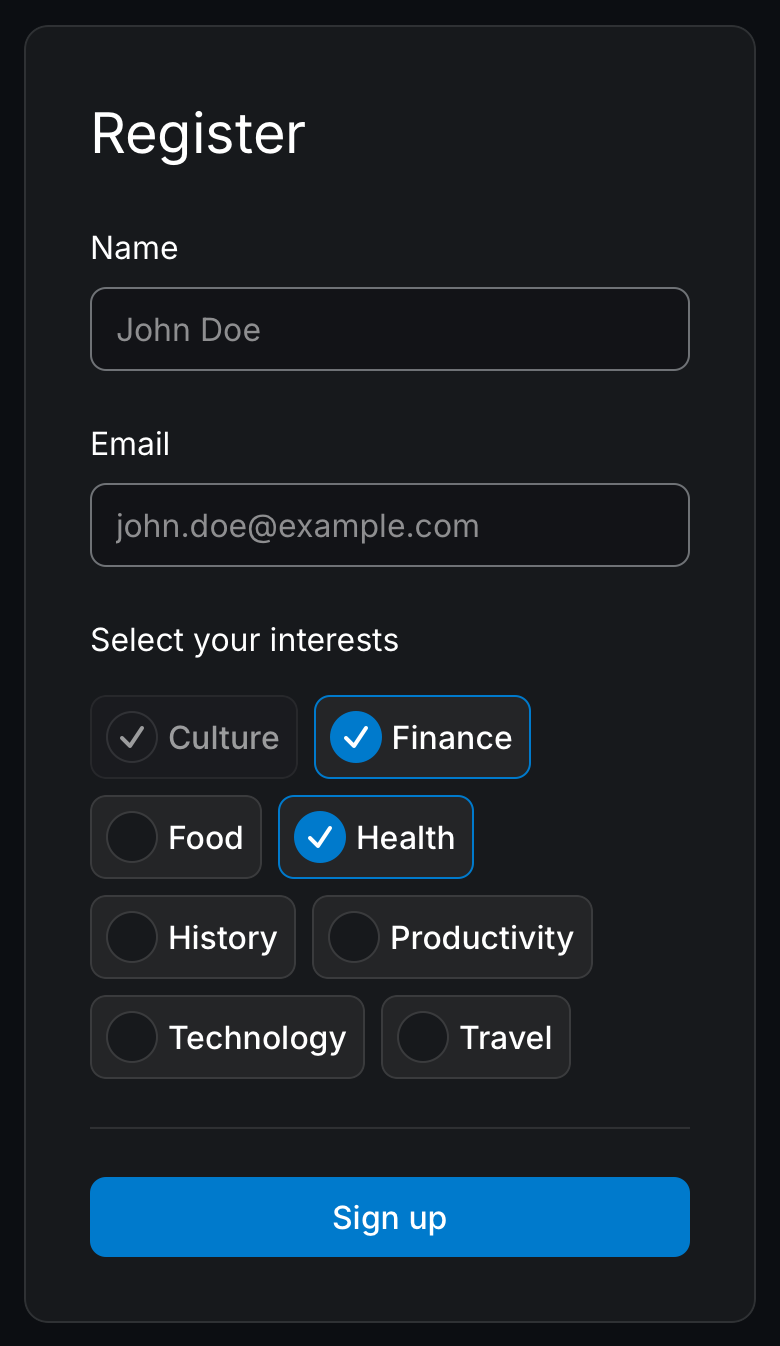 Register
Name
John Doe
Email
john.doe@example.com
Select your interests
Culture Finance
Food Health
History Productivity
Technology Travel
Sign up